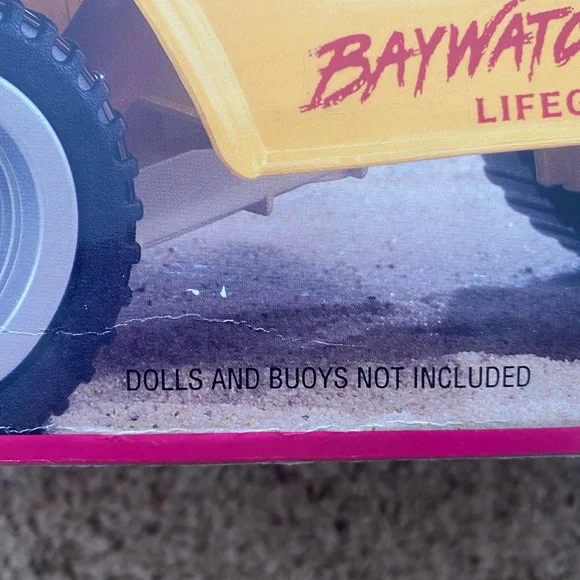 BAYWATC
LIFEG
DOLLS AND BUOYS NOT INCLUDED